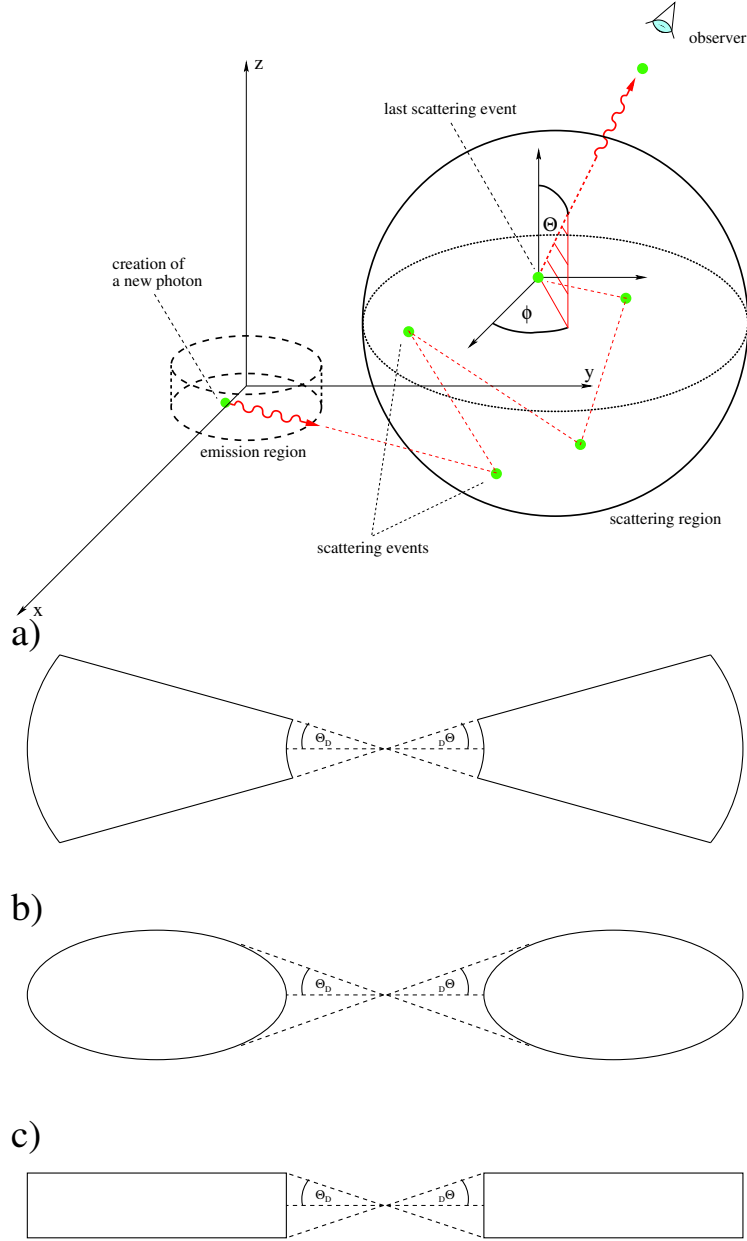 observer
z
last scattering event
Θ
creation of
a new photon
ϕ
y
emission region
scattering region
scattering events
x
a)
Θ_D _DΘ
b)
Θ_D _DΘ
c)
Θ_D _DΘ